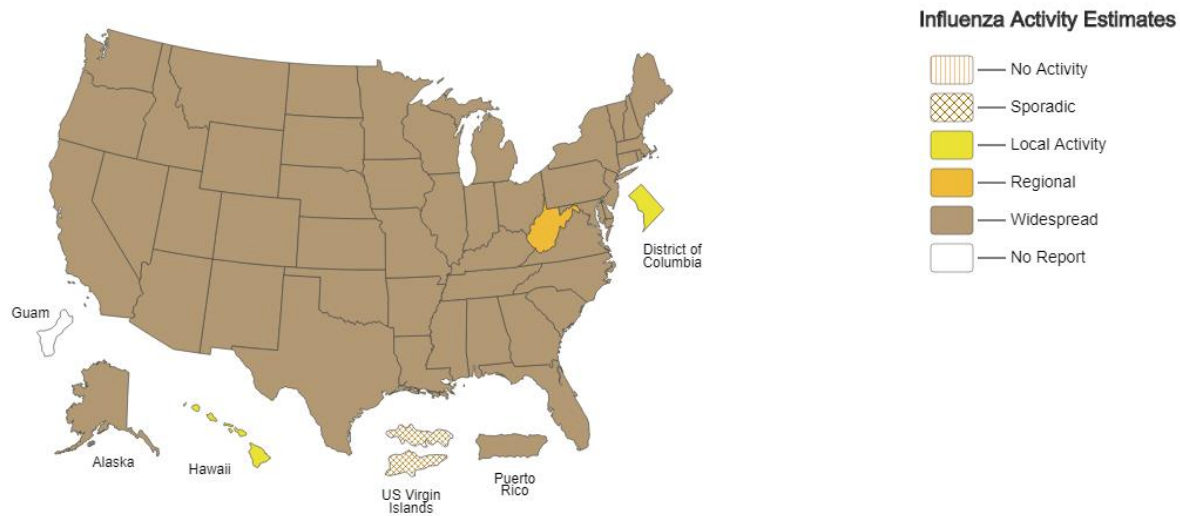 Influenza Activity Estimates
No Activity
Sporadic
Local Activity
Regional
Widespread
No Report
District of
Columbia
Guam
Alaska
Hawaii
US Virgin
Islands
Puerto
Rico